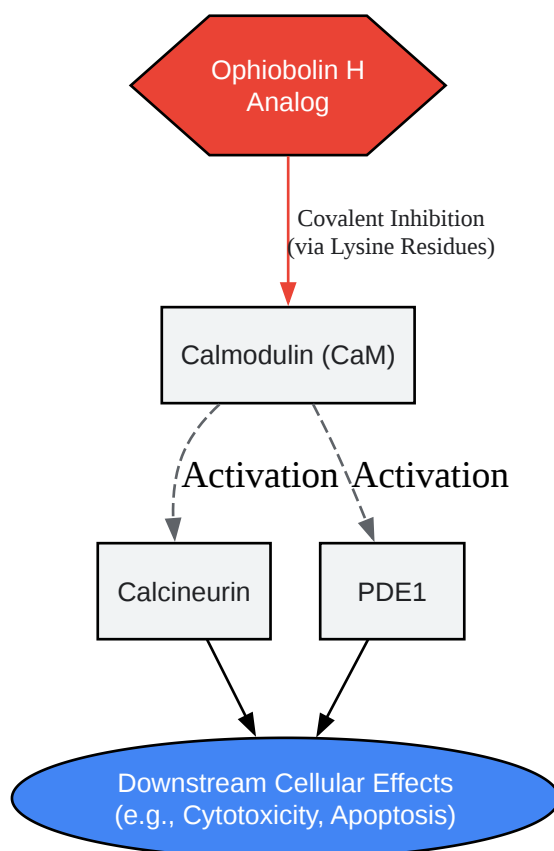 Ophiobolin H
Analog
Covalent Inhibition
(via Lysine Residues)
Calmodulin (CaM)
Activation
Activation
Calcineurin
PDE1
Downstream Cellular Effects
(e.g., Cytotoxicity, Apoptosis)